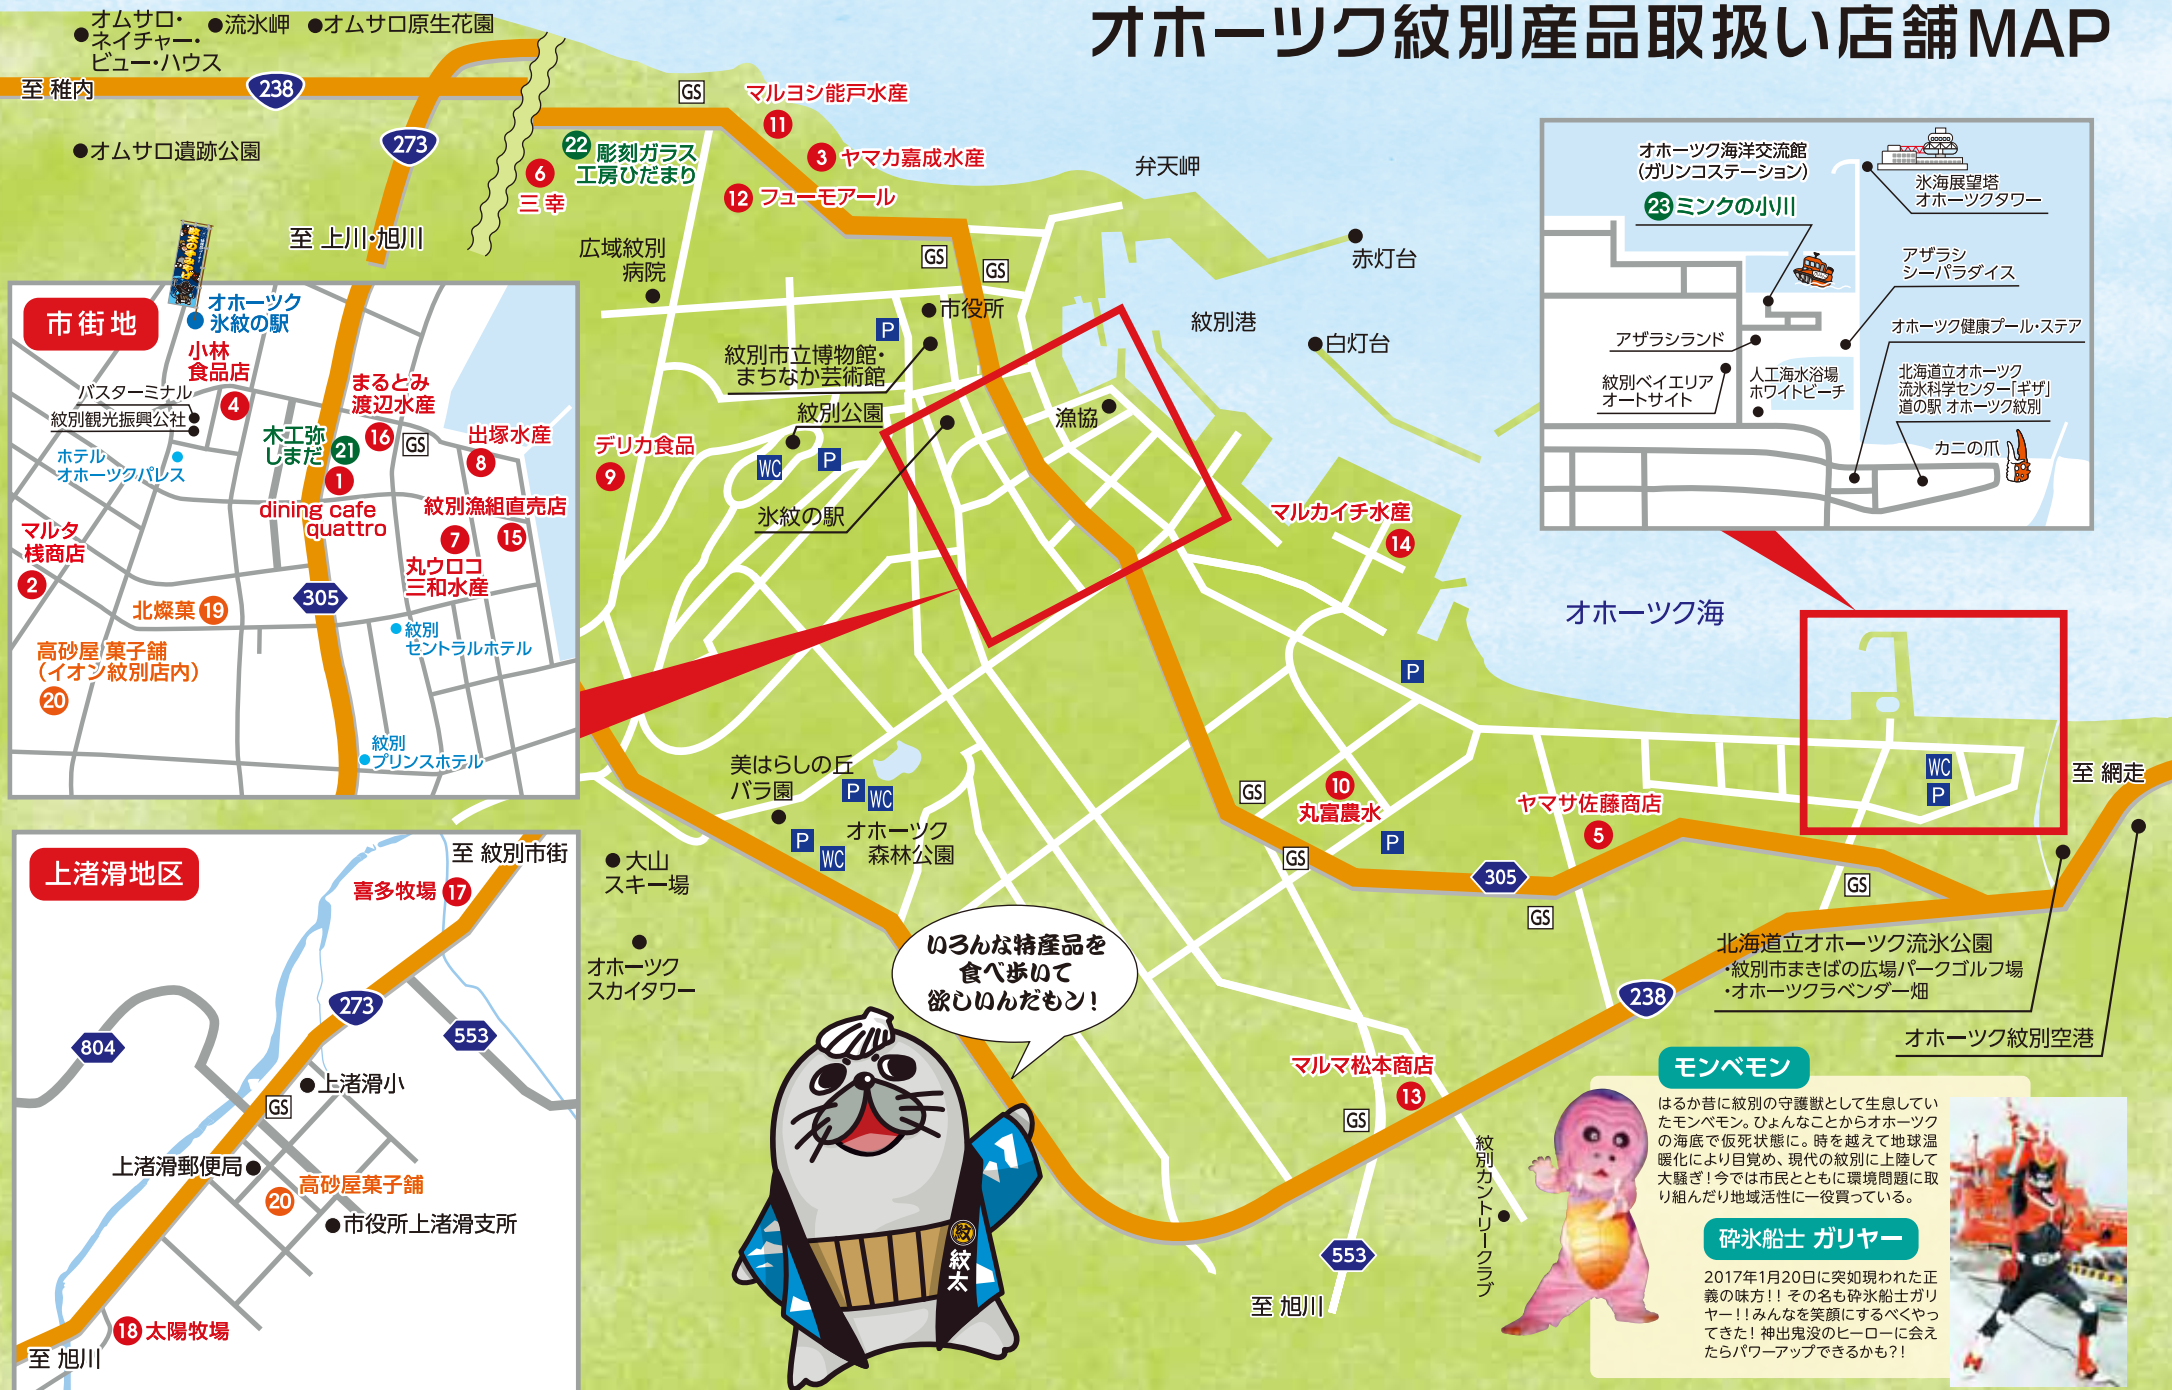 オホーツク紋別産品取扱い店舗MAP
オムサロ・
ネイチャー・
ビュー・ハウス
流氷岬
オムサロ原生花園
至 稚内
238
273
オムサロ遺跡公園
至 上川・旭川
GS
マルヨシ能戸水産
11
22
彫刻ガラス
工房ひだまり
3
ヤマカ嘉成水産
6
三 幸
12
フューモアール
弁天岬
広域紋別
病院
GS
GS
赤灯台
市役所
P
紋別港
白灯台
紋別市立博物館・
まちなか芸術館
紋別公園
漁協
デリカ食品
9
WC
P
氷紋の駅
マルカイチ水産
14
オホーツク海
P
オホーツク海洋交流館
(ガリンコステーション)
23
ミンクの小川
氷海展望塔
オホーツクタワー
アザラシ
シーパラダイス
アザラシランド
オホーツク健康プール・ステア
紋別ベイエリア
オートサイト
人工海水浴場
ホワイトビーチ
北海道立オホーツク
流氷科学センター「ギザ」
道の駅 オホーツク紋別
カニの爪
市街地
紋太のまちもんべつ
オホーツク
氷紋の駅
小林
食品店
4
バスターミナル
紋別観光振興公社
まるとみ
渡辺水産
16
GS
木工弥
しまだ
21
出塚水産
8
ホテル
オホーツクパレス
1
dining cafe
quattro
紋別漁組直売店
7
15
マルタ
桟商店
2
丸ウロコ
三和水産
305
北燦菓
19
紋別
セントラルホテル
高砂屋 菓子舗
(イオン紋別店内)
20
紋別
プリンスホテル
美はらしの丘
バラ園
P
WC
P
WC
オホーツク
森林公園
大山
スキー場
オホーツク
スカイタワー
GS
10
丸富農水
P
GS
ヤマサ佐藤商店
5
305
GS
WC
P
至 網走
GS
北海道立オホーツク流氷公園
・紋別市まきばの広場パークゴルフ場
・オホーツクラベンダー畑
238
オホーツク紋別空港
マルマ松本商店
13
GS
紋別カントリークラブ
553
至 旭川
いろんな特産品を
食べ歩いて
欲しいんだもン!
紋
紋太
上渚滑地区
至 紋別市街
喜多牧場
17
273
804
553
上渚滑小
GS
上渚滑郵便局
高砂屋菓子舗
20
市役所上渚滑支所
18
太陽牧場
至 旭川
モンベモン
はるか昔に紋別の守護獣として生息してい
たモンベモン。ひょんなことからオホーツク
の海底で仮死状態に。時を越えて地球温
暖化により目覚め、現代の紋別に上陸して
大騒ぎ!今では市民とともに環境問題に取
り組んだり地域活性に一役買っている。
砕氷船士 ガリヤー
2017年1月20日に突如現われた正
義の味方!! その名も砕氷船士ガリ
ヤー!!みんなを笑顔にするべくやっ
てきた! 神出鬼没のヒーローに会え
たらパワーアップできるかも?!